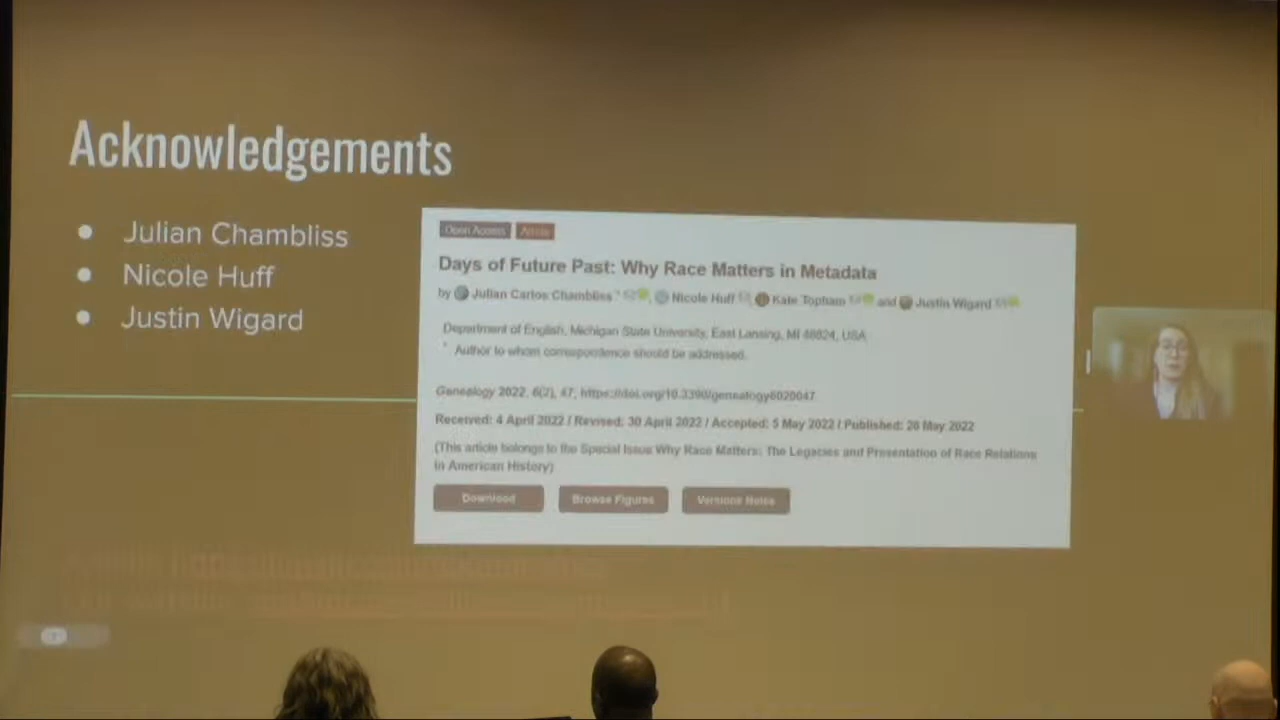 Acknowledgements
● Julian Chambliss
● Nicole Huff
● Justin Wigard
Open Access Article
Days of Future Past: Why Race Matters in Metadata
by Julian Carlos Chambliss *, Nicole Huff, Kate Topham and Justin Wigard
Department of English, Michigan State University, East Lansing, MI 48824, USA
* Author to whom correspondence should be addressed.
Genealogy 2022, 6(2), 47; https://doi.org/10.3390/genealogy6020047
Received: 4 April 2022 / Revised: 30 April 2022 / Accepted: 5 May 2022 / Published: 26 May 2022
(This article belongs to the Special Issue Why Race Matters: The Legacies and Presentation of Race Relations
in American History)
Download Browse Figures Versions Notes